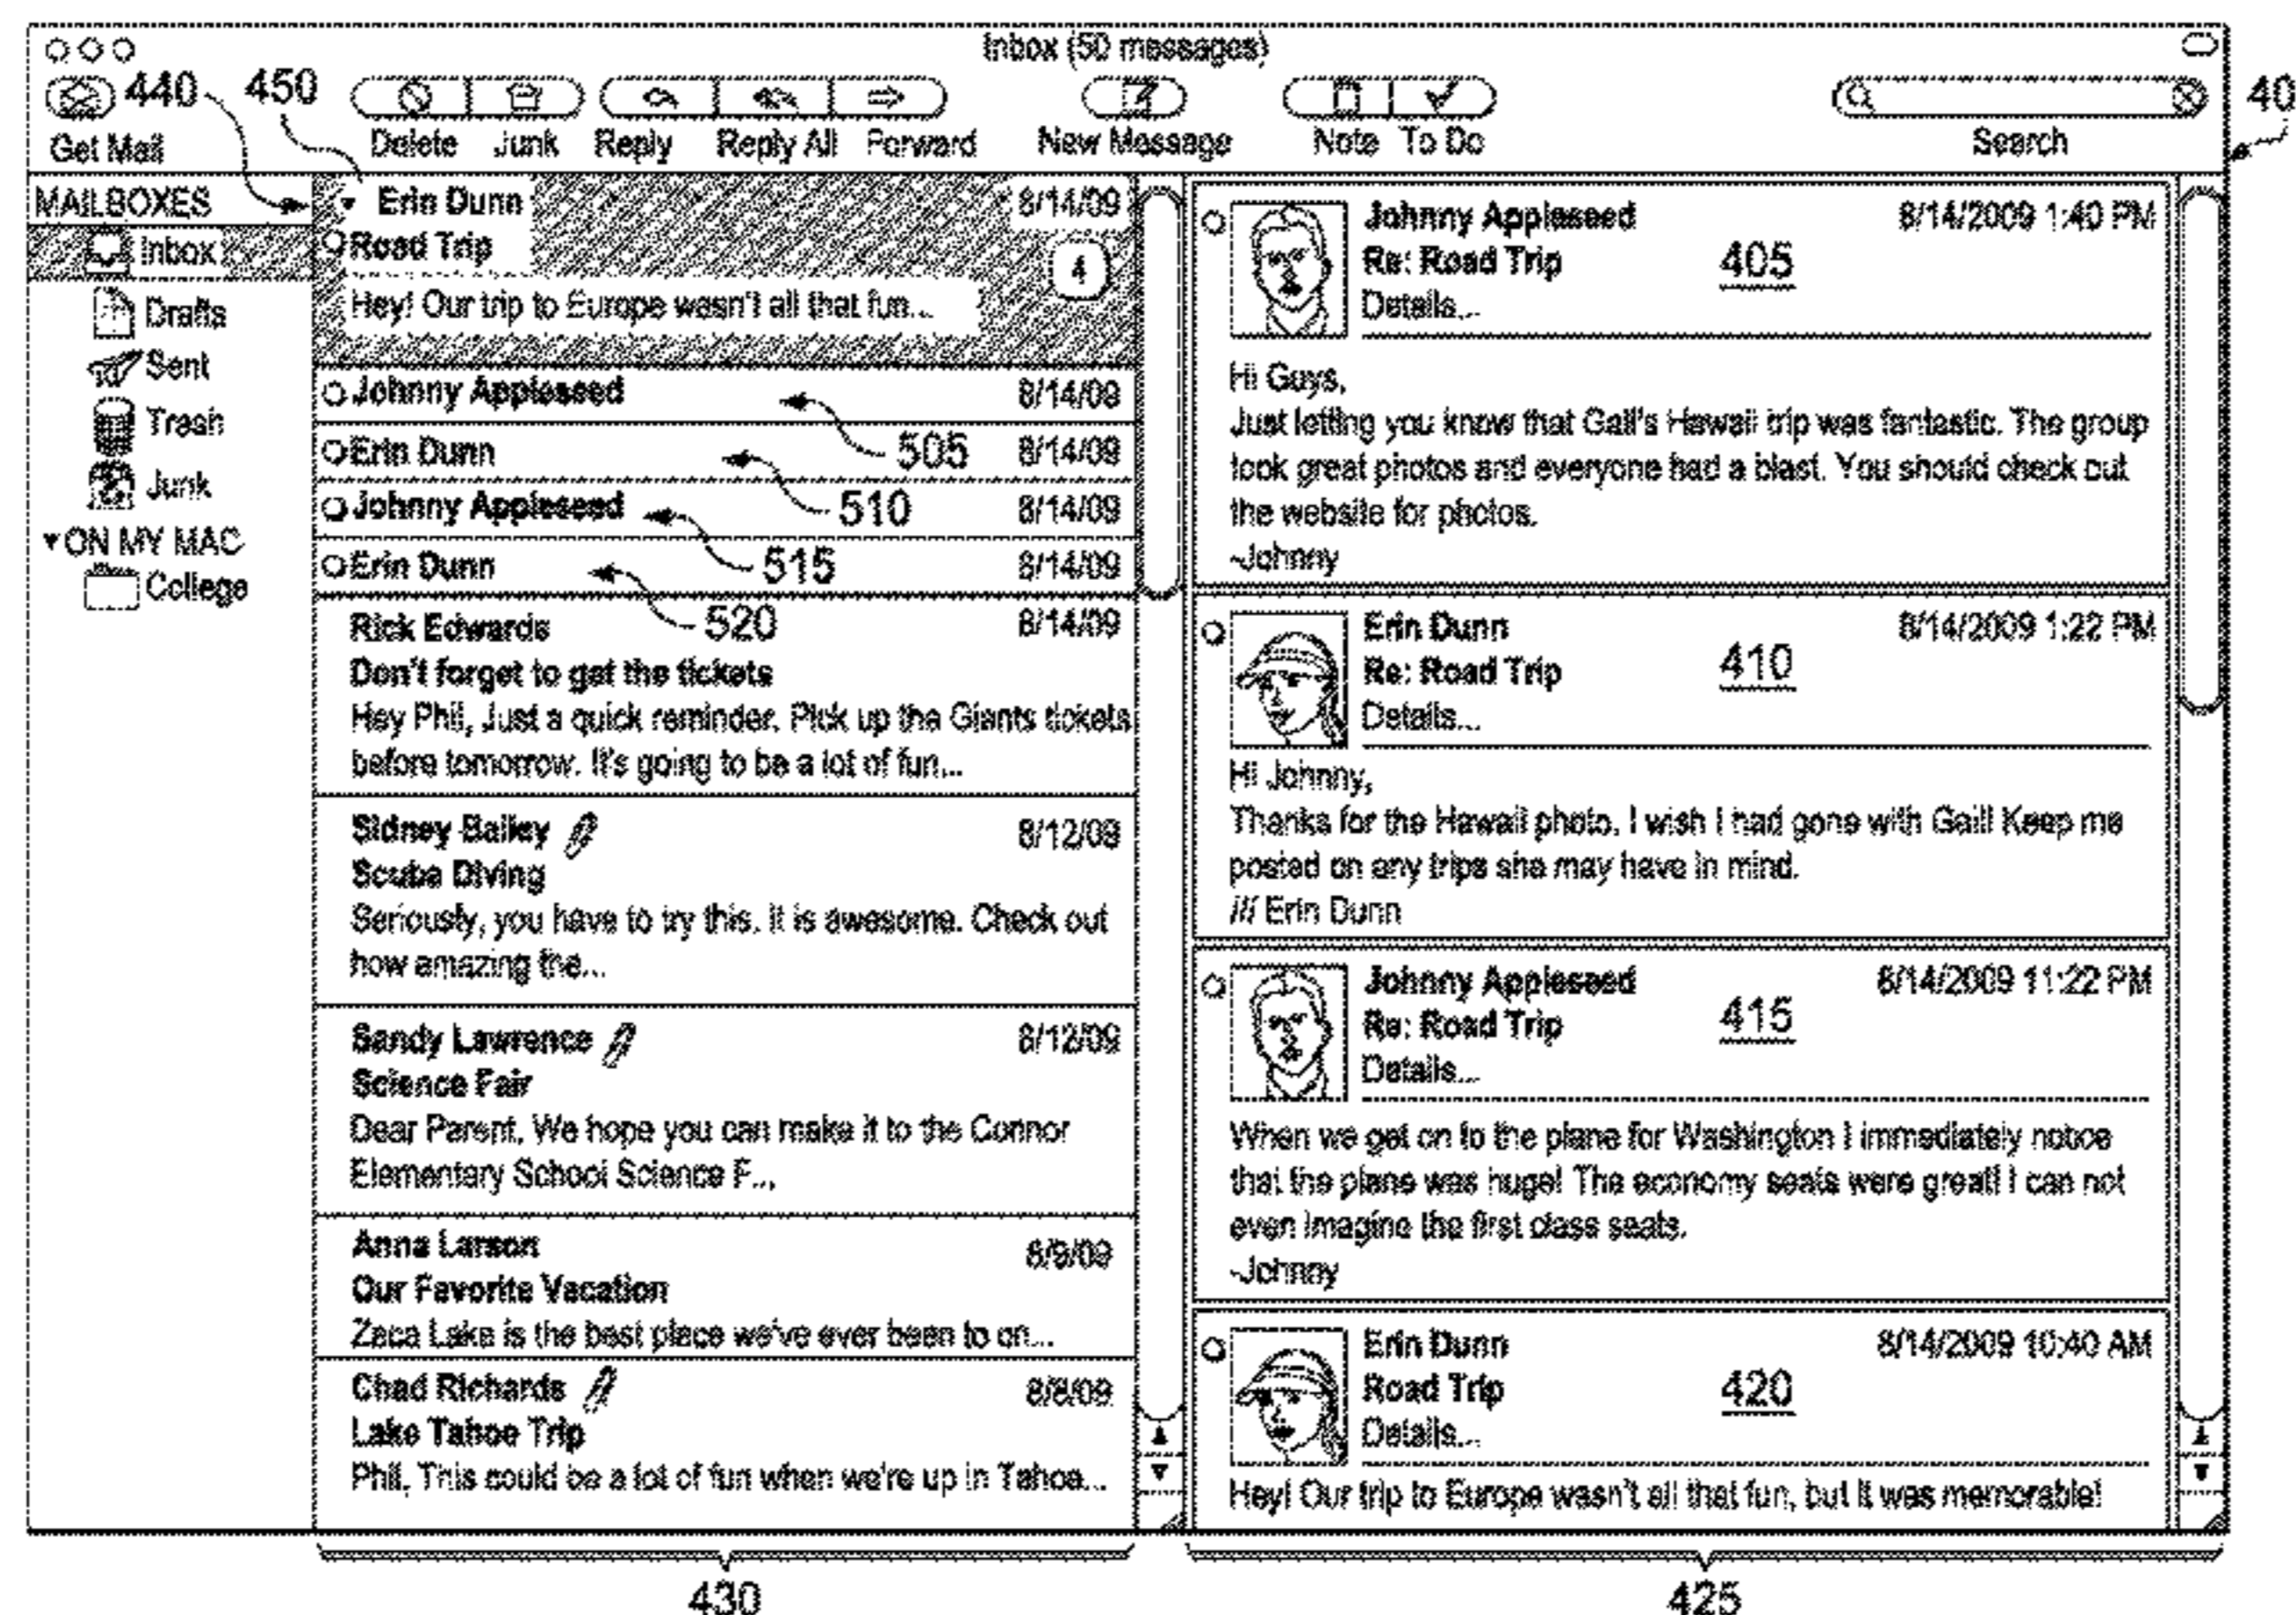 Inbox (50 messages)
440 450 40
Get Mail Delete Junk Reply Reply All Forward New Message Note To Do Search
MAILBOXES
Inbox
Drafts
Sent
Trash
Junk
▼ON MY MAC
College
▼ Erin Dunn 8/14/09
Road Trip
4
Hey! Our trip to Europe wasn't all that fun...
Johnny Appleseed 8/14/09
505
Erin Dunn 8/14/09
510
Johnny Appleseed 8/14/09
515
Erin Dunn 8/14/09
520
Rick Edwards 8/14/09
Don't forget to get the tickets
Hey Phil, Just a quick reminder. Pick up the Giants tickets
before tomorrow. It's going to be a lot of fun...
Sidney Bailey 8/12/09
Scuba Diving
Seriously, you have to try this. It is awesome. Check out
how amazing the...
Sandy Lawrence 8/12/09
Science Fair
Dear Parent, We hope you can make it to the Connor
Elementary School Science F...
Anna Larson 8/9/09
Our Favorite Vacation
Zaca Lake is the best place we've ever been to on...
Chad Richards 8/8/09
Lake Tahoe Trip
Phil, This could be a lot of fun when we're up in Tahoe...
Johnny Appleseed 8/14/2009 1:40 PM
Re: Road Trip 405
Details...
Hi Guys,
Just letting you know that Gail's Hawaii trip was fantastic. The group
took great photos and everyone had a blast. You should check out
the website for photos.
~Johnny
Erin Dunn 8/14/2009 1:22 PM
Re: Road Trip 410
Details...
Hi Johnny,
Thanks for the Hawaii photo. I wish I had gone with Gail! Keep me
posted on any trips she may have in mind.
/// Erin Dunn
Johnny Appleseed 8/14/2009 11:22 PM
Re: Road Trip 415
Details...
When we get on to the plane for Washington I immediately notice
that the plane was huge! The economy seats were great! I can not
even imagine the first class seats.
-Johnny
Erin Dunn 8/14/2009 10:40 AM
Road Trip 420
Details...
Hey! Our trip to Europe wasn't all that fun, but it was memorable!
430 425